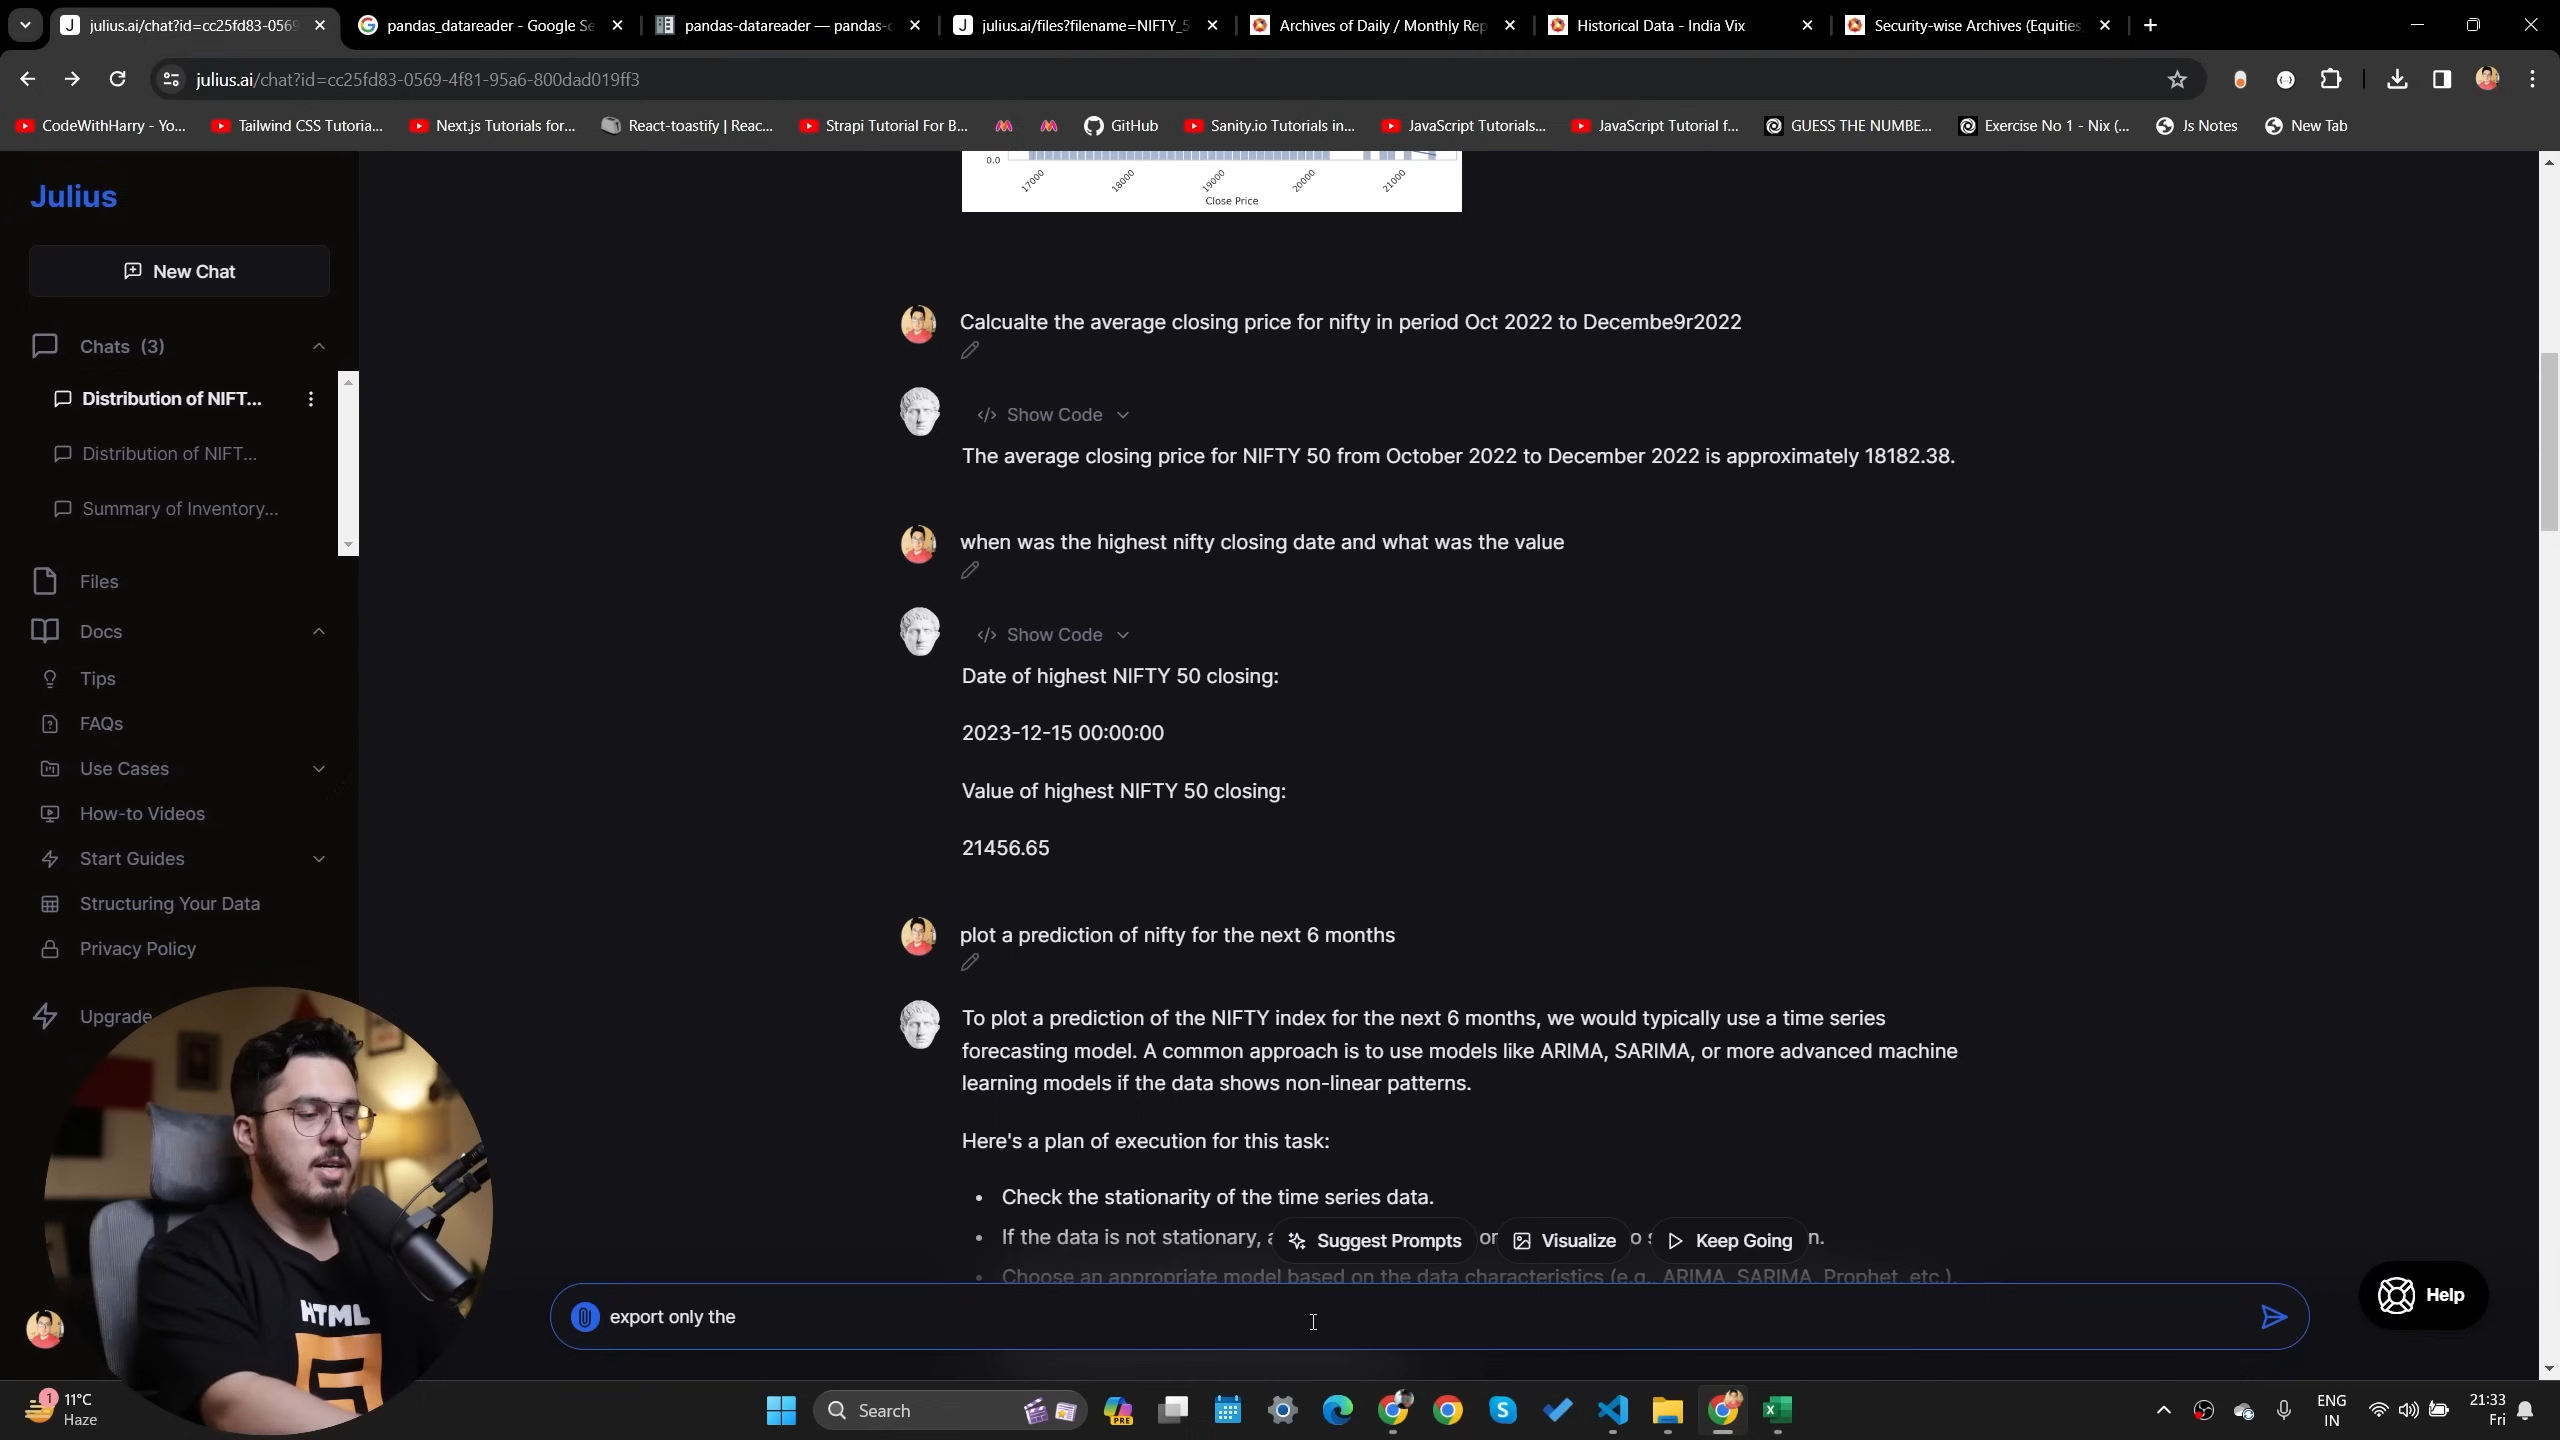 julius.ai/chat?id=cc25fd83-0569
pandas_datareader - Google Se
pandas-datareader — pandas-c
julius.ai/files?filename=NIFTY_5
Archives of Daily / Monthly Rep
Historical Data - India Vix
Security-wise Archives (Equities
julius.ai/chat?id=cc25fd83-0569-4f81-95a6-800dad019ff3
CodeWithHarry - Yo...
Tailwind CSS Tutoria...
Next.js Tutorials for...
React-toastify | Reac...
Strapi Tutorial For B...
GitHub
Sanity.io Tutorials in...
JavaScript Tutorials...
JavaScript Tutorial f...
GUESS THE NUMBE...
Exercise No 1 - Nix (...
Js Notes
New Tab
Julius
New Chat
Chats (3)
Distribution of NIFT...
Distribution of NIFT...
Summary of Inventory...
Files
Docs
Tips
FAQs
Use Cases
How-to Videos
Start Guides
Structuring Your Data
Privacy Policy
Upgrade
0.0
17000 18000 19000 20000 21000
Close Price
Calcualte the average closing price for nifty in period Oct 2022 to Decembe9r2022
</> Show Code
The average closing price for NIFTY 50 from October 2022 to December 2022 is approximately 18182.38.
when was the highest nifty closing date and what was the value
</> Show Code
Date of highest NIFTY 50 closing:
2023-12-15 00:00:00
Value of highest NIFTY 50 closing:
21456.65
plot a prediction of nifty for the next 6 months
To plot a prediction of the NIFTY index for the next 6 months, we would typically use a time series
forecasting model. A common approach is to use models like ARIMA, SARIMA, or more advanced machine
learning models if the data shows non-linear patterns.
Here's a plan of execution for this task:
• Check the stationarity of the time series data.
• If the data is not stationary,
Suggest Prompts
Visualize
Keep Going
• Choose an appropriate model based on the data characteristics (e.g., ARIMA, SARIMA, Prophet, etc.).
export only the
Help
HTML
5
1
11°C
Haze
Search
PRE
ENG
IN
21:33
Fri